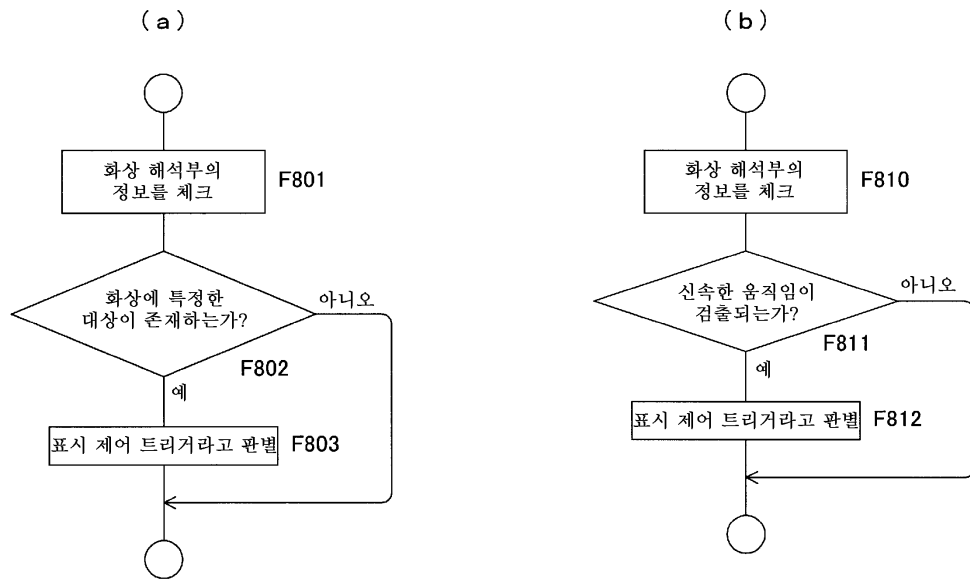 (a)
화상 해석부의
정보를 체크
F801
화상에 특정한
대상이 존재하는가?
아니오
F802
예
표시 제어 트리거라고 판별
F803
(b)
화상 해석부의
정보를 체크
F810
신속한 움직임이
검출되는가?
아니오
F811
예
표시 제어 트리거라고 판별
F812